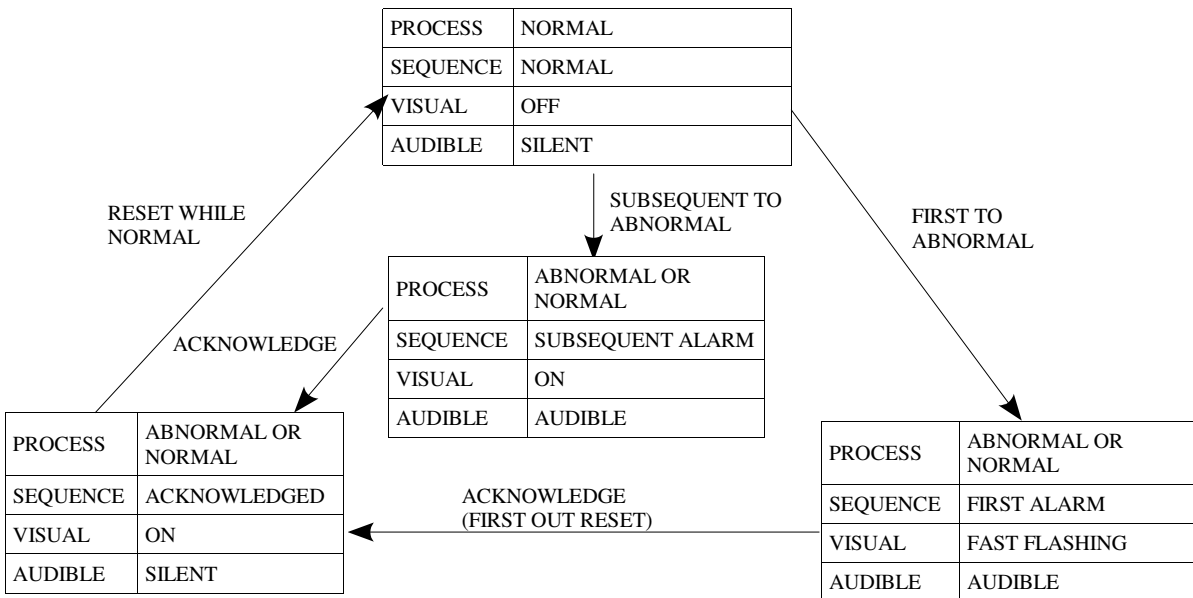 PROCESS NORMAL
SEQUENCE NORMAL
VISUAL OFF
AUDIBLE SILENT
RESET WHILE
NORMAL
SUBSEQUENT TO
ABNORMAL
FIRST TO
ABNORMAL
PROCESS ABNORMAL OR
NORMAL
SEQUENCE SUBSEQUENT ALARM
VISUAL ON
AUDIBLE AUDIBLE
ACKNOWLEDGE
PROCESS ABNORMAL OR
NORMAL
SEQUENCE ACKNOWLEDGED
VISUAL ON
AUDIBLE SILENT
ACKNOWLEDGE
(FIRST OUT RESET)
PROCESS ABNORMAL OR
NORMAL
SEQUENCE FIRST ALARM
VISUAL FAST FLASHING
AUDIBLE AUDIBLE